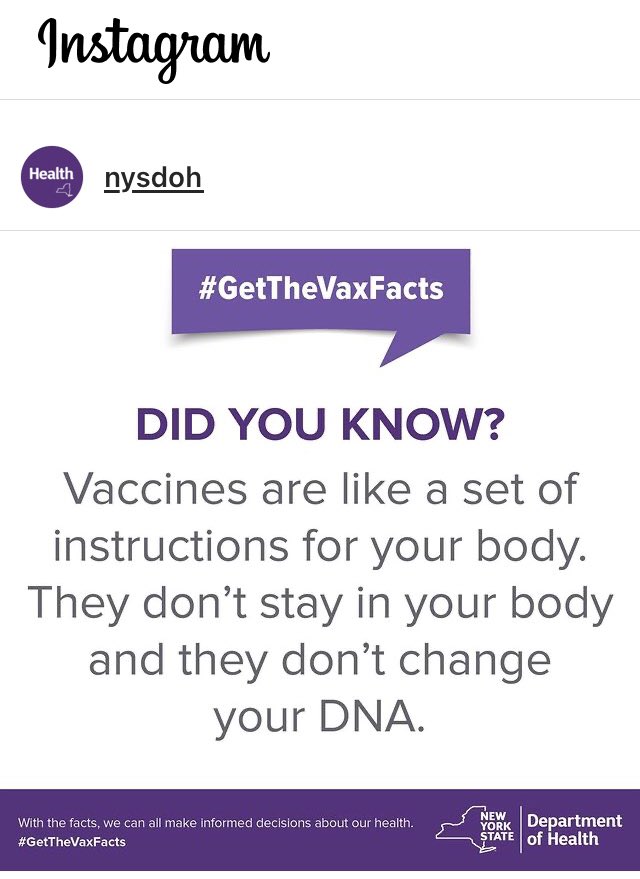 Instagram
Health
nysdoh
#GetTheVaxFacts
DID YOU KNOW?
Vaccines are like a set of
instructions for your body.
They don’t stay in your body
and they don’t change
your DNA.
With the facts, we can all make informed decisions about our health.
#GetTheVaxFacts
NEW
YORK
STATE
Department
of Health